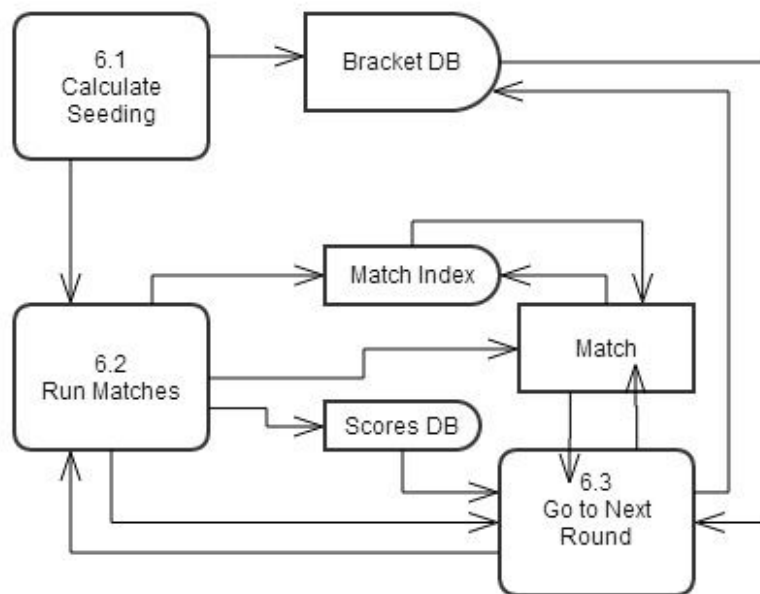 6.1
Calculate
Seeding
Bracket DB
Match Index
6.2
Run Matches
Match
Scores DB
6.3
Go to Next
Round